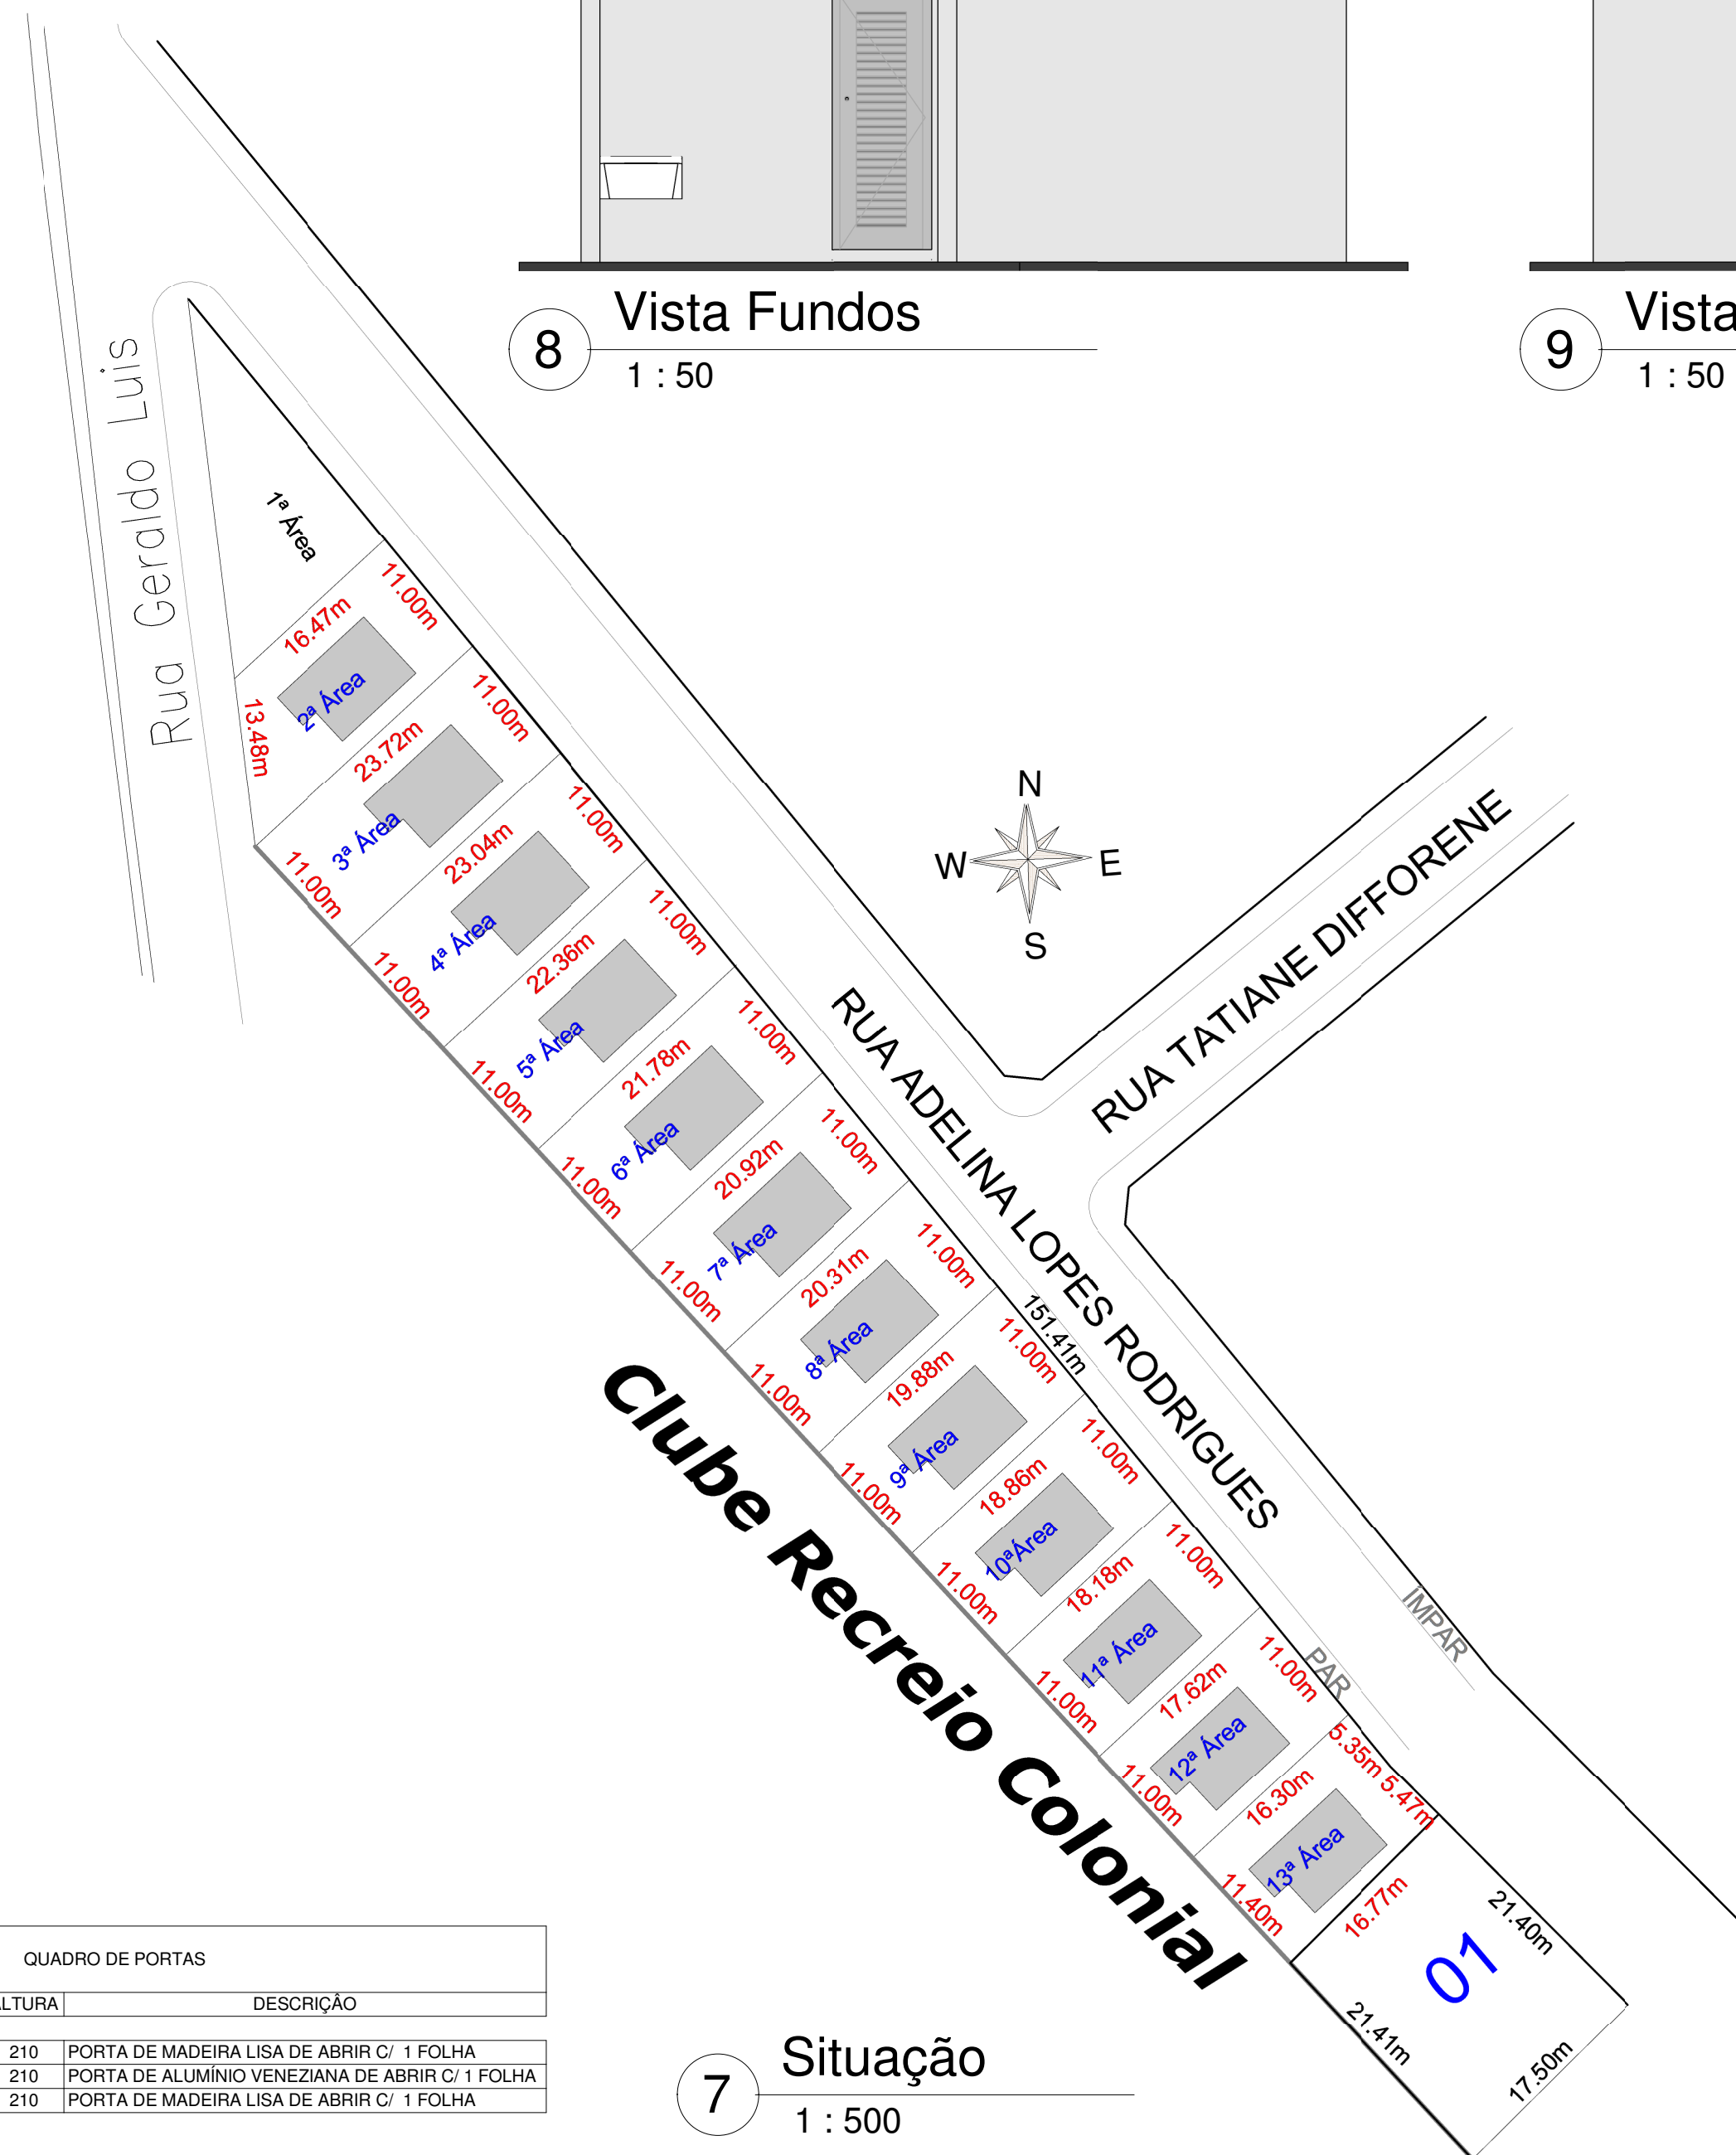 8
Vista Fundos
1 : 50
9
Vista
1 : 50
Rua Geraldo Luis
1ª Área
11.00m
16.47m
2ª Área
13.48m
11.00m
23.72m
3ª Área
11.00m
11.00m
23.04m
4ª Área
11.00m
11.00m
22.36m
5ª Área
11.00m
11.00m
21.78m
6ª Área
11.00m
11.00m
20.92m
7ª Área
11.00m
11.00m
20.31m
8ª Área
11.00m
11.00m
19.88m
9ª Área
11.00m
11.00m
18.86m
10ªÁrea
11.00m
11.00m
18.18m
11ª Área
11.00m
11.00m
17.62m
12ª Área
11.00m
5.35m 5.47m
16.30m
13ª Área
11.40m
16.77m
151.41m
N
W
E
S
RUA TATIANE DIFFORENE
RUA ADELINA LOPES RODRIGUES
ÍMPAR
PAR
Clube Recreio Colonial
21.40m
01
21.41m
17.50m
QUADRO DE PORTAS
LTURA DESCRIÇÂO
210 PORTA DE MADEIRA LISA DE ABRIR C/ 1 FOLHA
210 PORTA DE ALUMÍNIO VENEZIANA DE ABRIR C/ 1 FOLHA
210 PORTA DE MADEIRA LISA DE ABRIR C/ 1 FOLHA
7
Situação
1 : 500